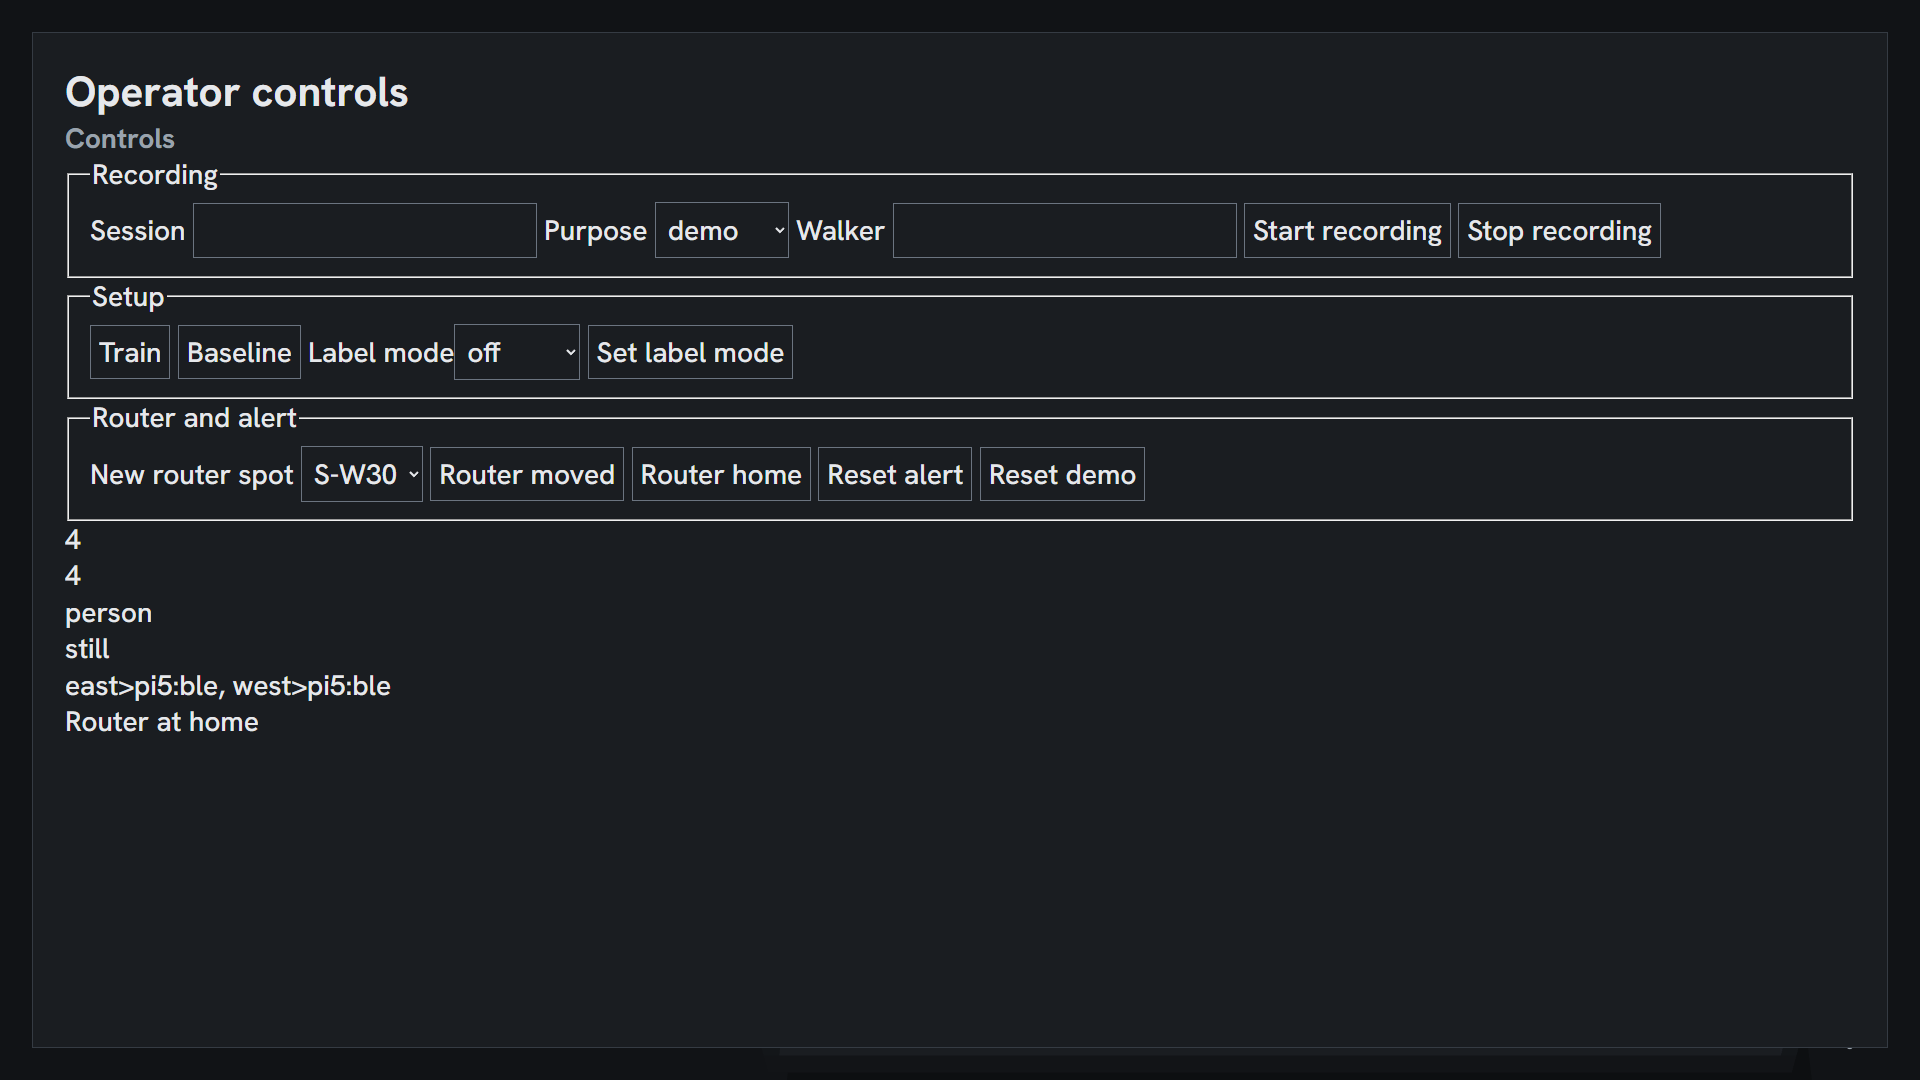 Operator controls
Controls
Recording
Session Purpose demo Walker Start recording Stop recording
Setup
Train Baseline Label mode off Set label mode
Router and alert
New router spot S-W30 Router moved Router home Reset alert Reset demo
4
4
person
still
east>pi5:ble, west>pi5:ble
Router at home